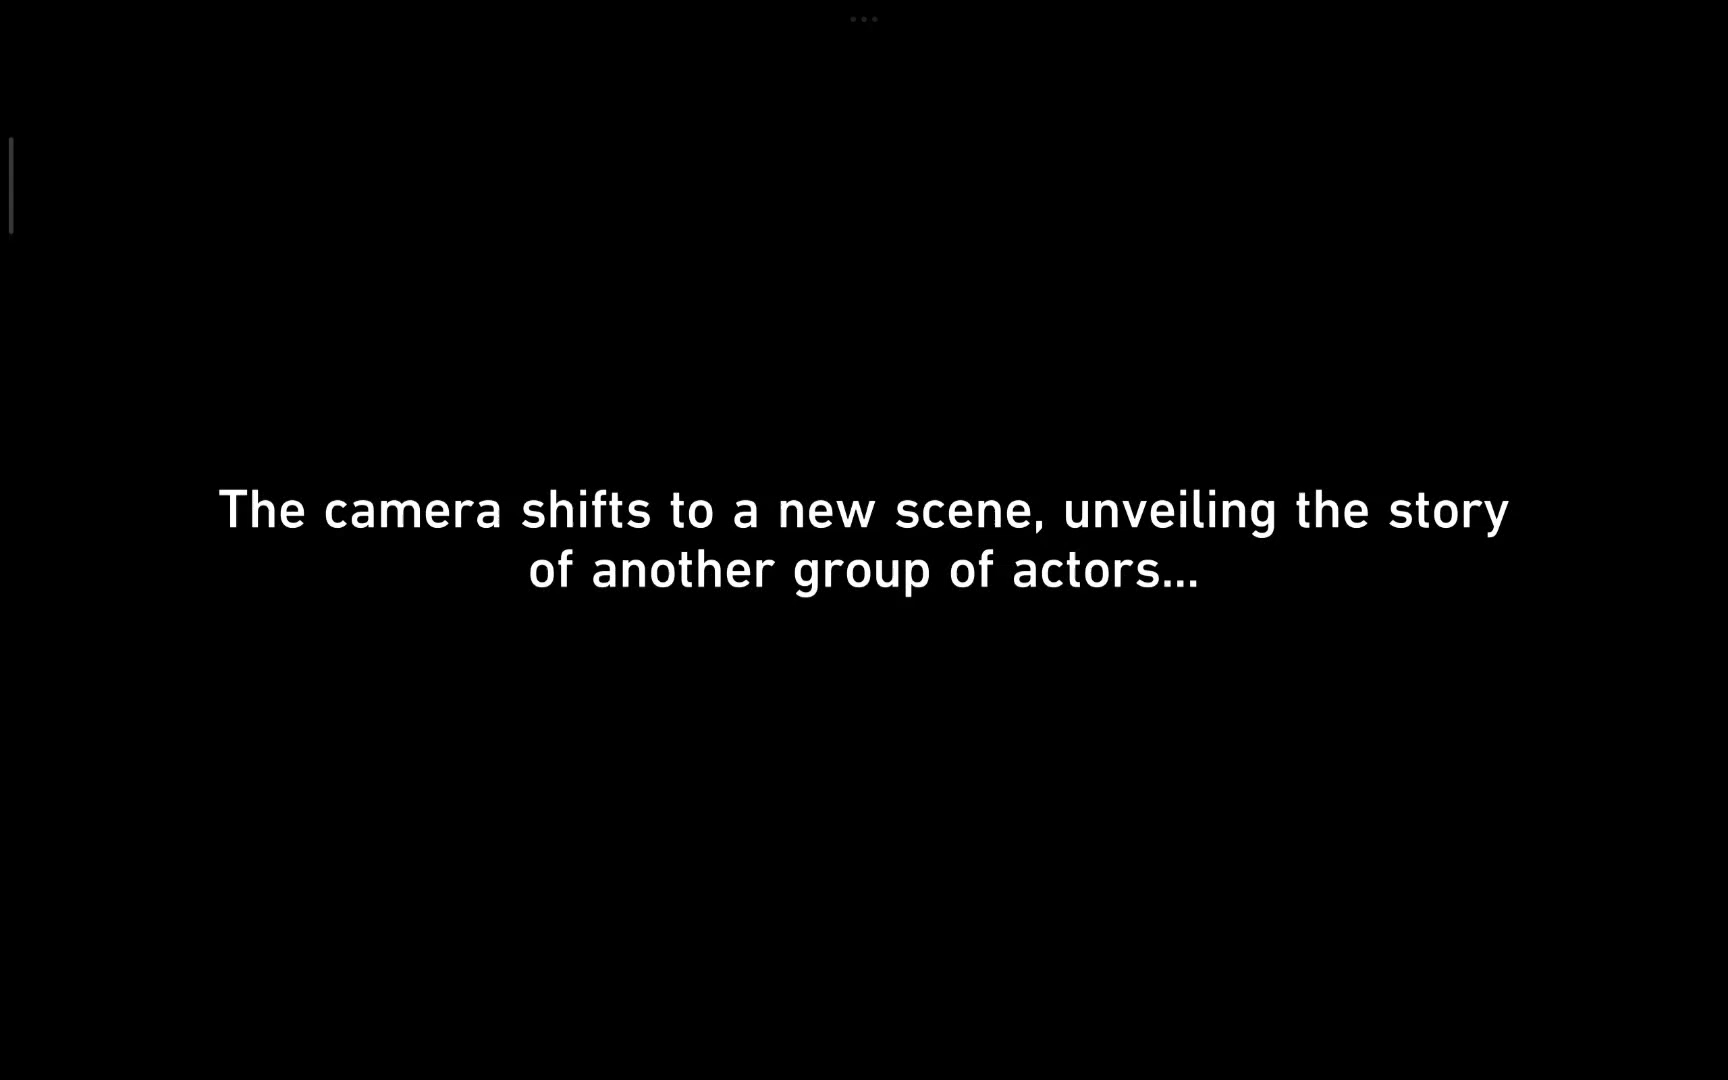 The camera shifts to a new scene, unveiling the story
of another group of actors...